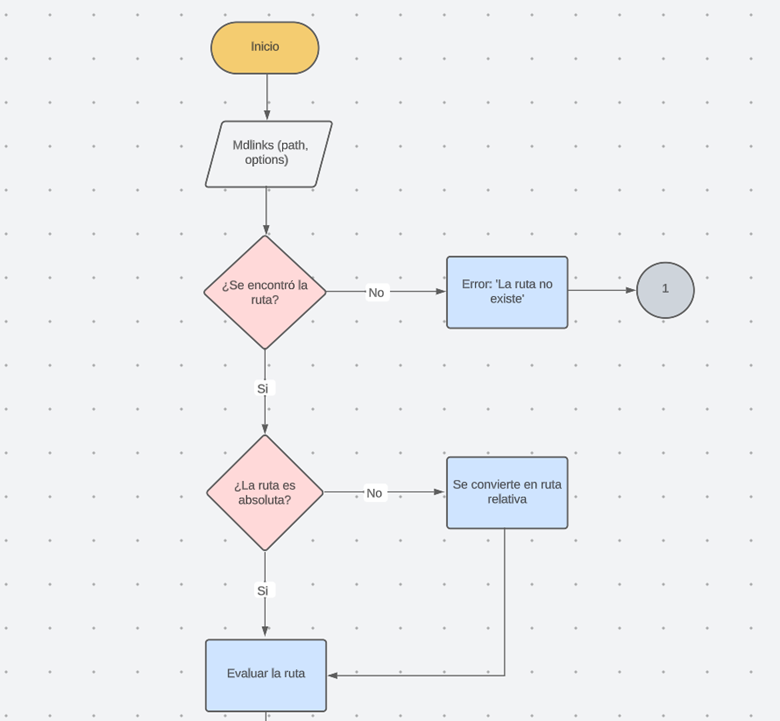 Inicio
Mdlinks (path,
options)
¿Se encontró la
ruta?
No
Error: 'La ruta no
existe'
1
Si
¿La ruta es
absoluta?
No
Se convierte en ruta
relativa
Si
Evaluar la ruta